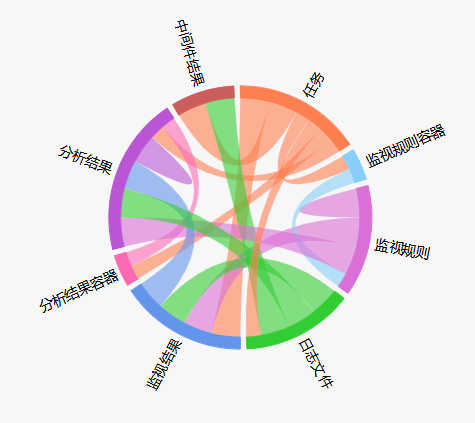 中间件结果
任务
监视规则容器
监视规则
日志文件
监视结果
分析结果容器
分析结果